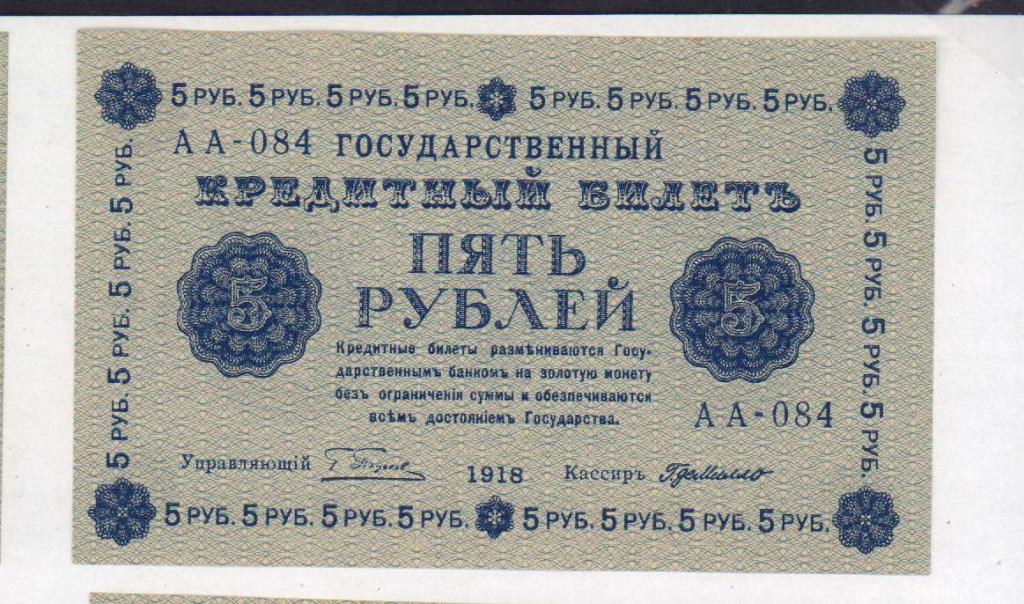 5 РУБ. 5 РУБ. 5 РУБ. 5 РУБ. 5 РУБ. 5 РУБ. 5 РУБ. 5 РУБ.
АА-084 ГОСУДАРСТВЕННЫЙ
КРЕДИТНЫЙ БИЛЕТЪ
ПЯТЬ
РУБЛЕЙ
5
5
Кредитные билеты размѣниваются Госу-
дарственнымъ банкомъ на золотую монету
безъ ограниченія суммы и обезпечиваются
всѣмъ достояніемъ Государства.
АА-084
Управляющій
1918
Кассиръ
5 РУБ. 5 РУБ. 5 РУБ. 5 РУБ. 5 РУБ. 5 РУБ. 5 РУБ. 5 РУБ.
5 РУБ. 5 РУБ. 5 РУБ. 5 РУБ.
5 РУБ. 5 РУБ. 5 РУБ. 5 РУБ.